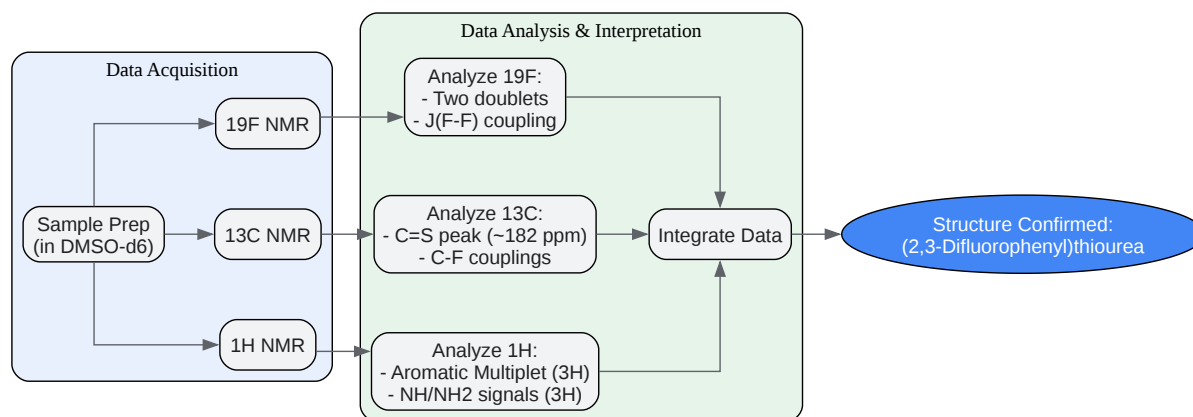 Data Analysis & Interpretation
Data Acquisition
Analyze 19F:
- Two doublets
- J(F-F) coupling
19F NMR
Sample Prep
(in DMSO-d6)
13C NMR
Analyze 13C:
- C=S peak (~182 ppm)
- C-F couplings
Integrate Data
Structure Confirmed:
(2,3-Difluorophenyl)thiourea
1H NMR
Analyze 1H:
- Aromatic Multiplet (3H)
- NH/NH2 signals (3H)